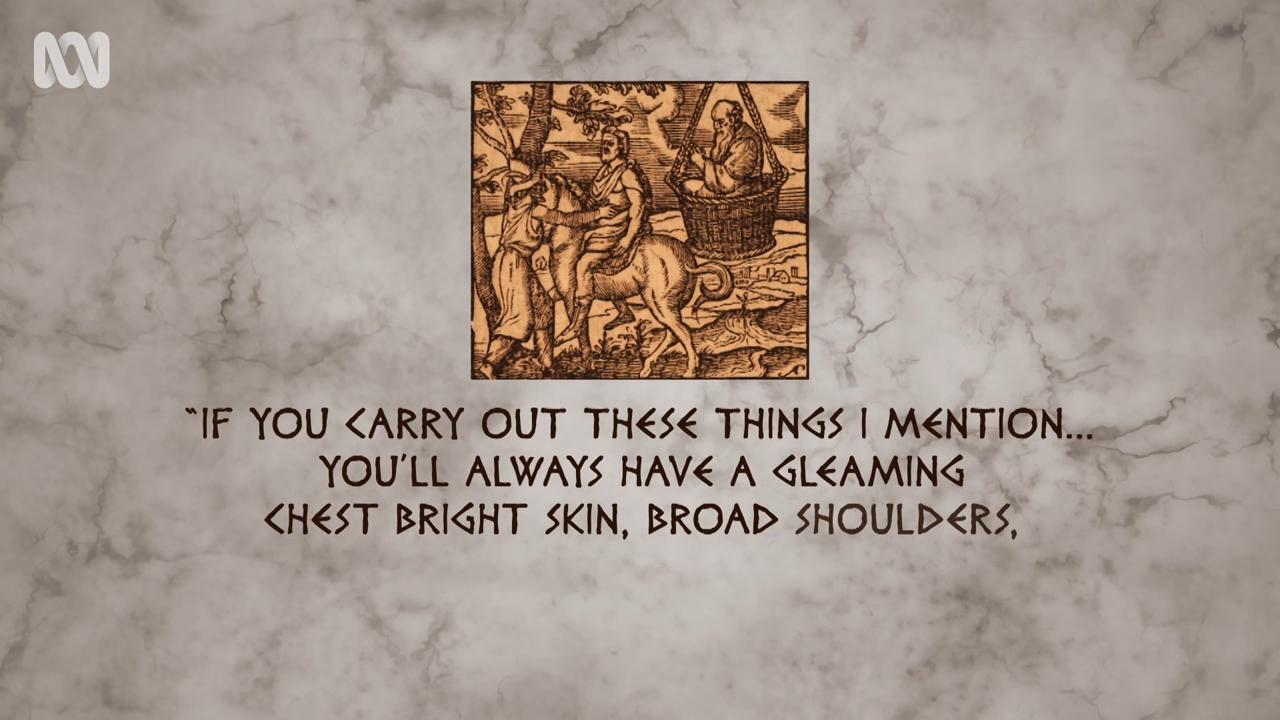 "IF YOU CARRY OUT THESE THINGS I MENTION...
YOU'LL ALWAYS HAVE A GLEAMING
CHEST BRIGHT SKIN, BROAD SHOULDERS,